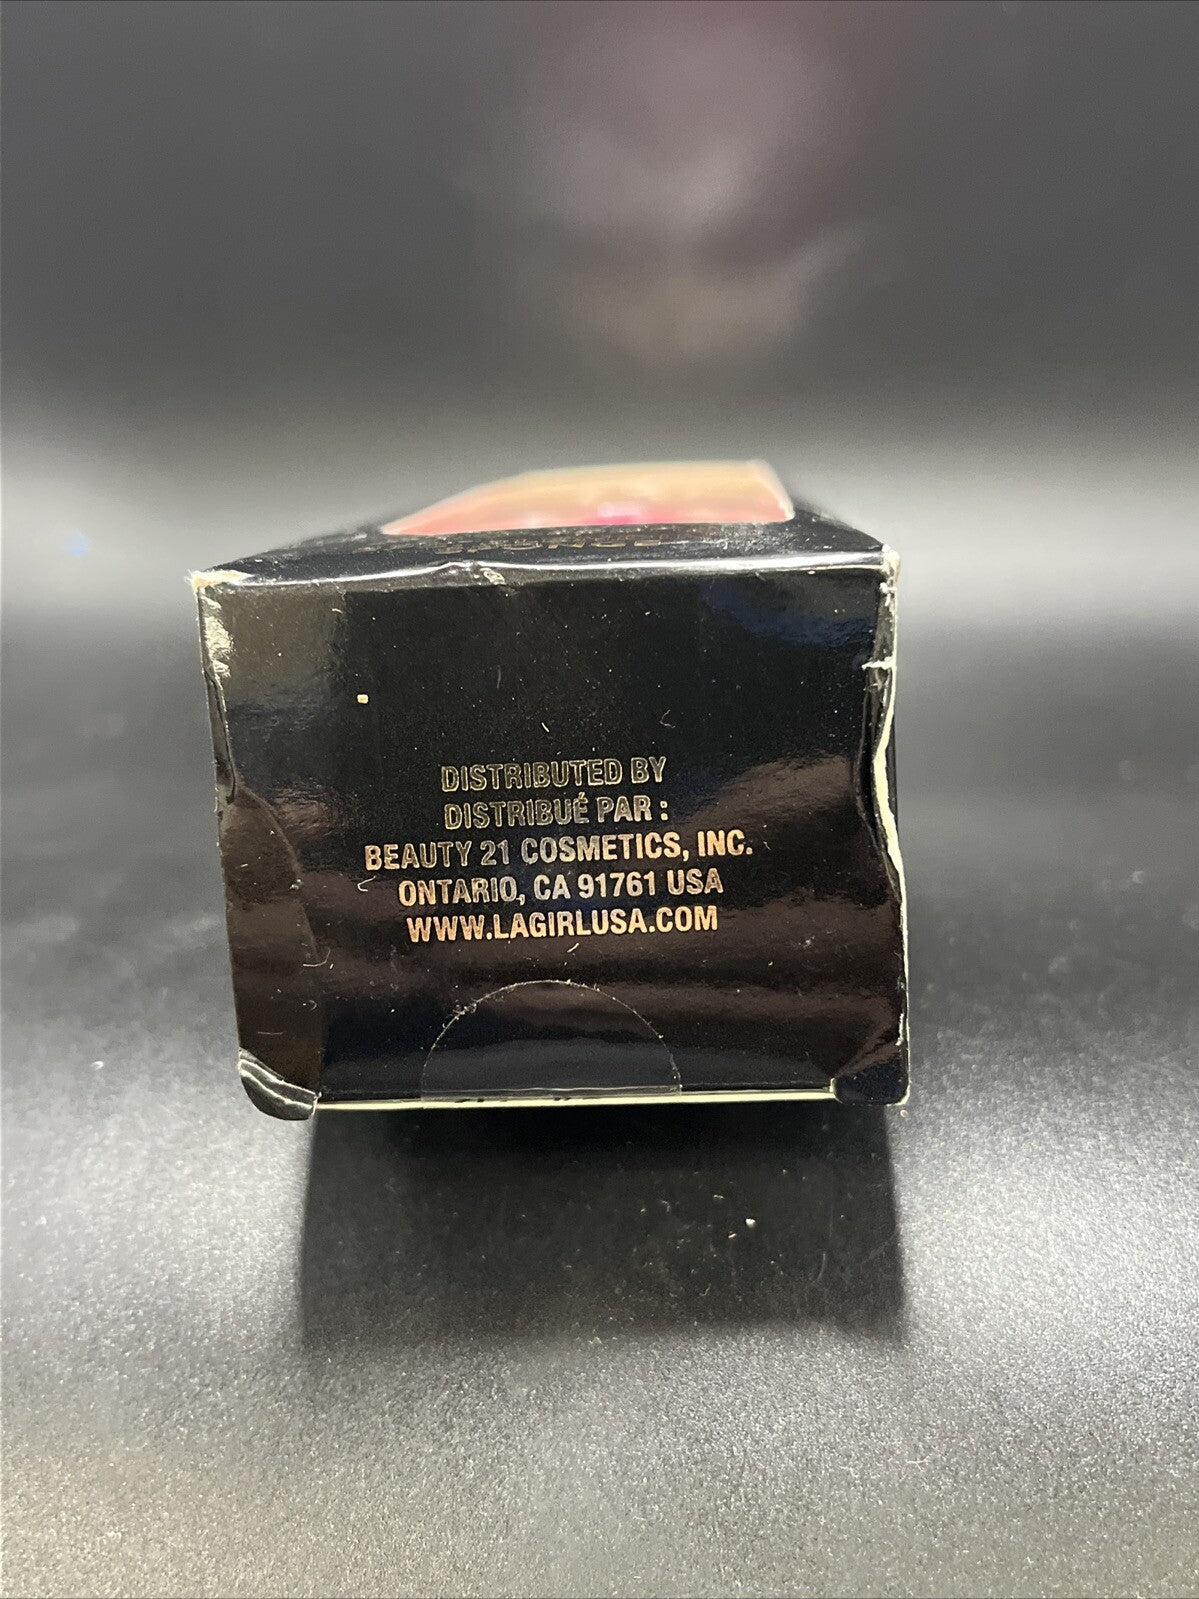 DISTRIBUTED BY
DISTRIBUÉ PAR :
BEAUTY 21 COSMETICS, INC.
ONTARIO, CA 91761 USA
WWW.LAGIRLUSA.COM